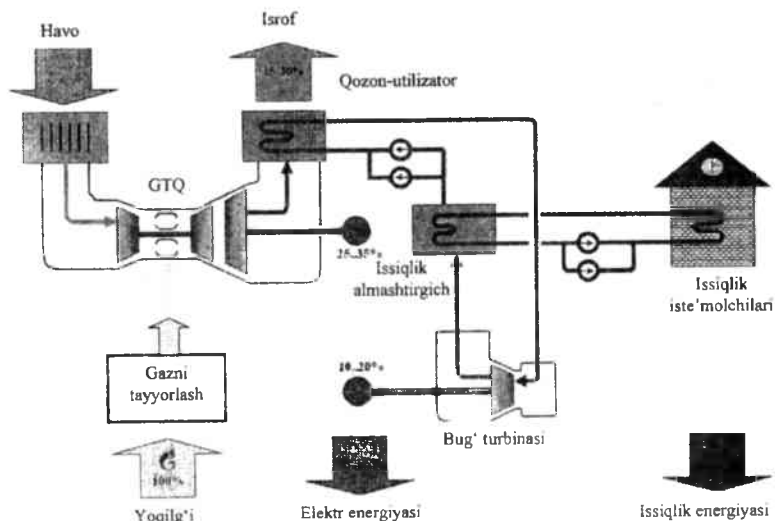 Havo
Isrof
Qozon-utilizator
GTQ
25..35%
Issiqlik
almashtirgich
Issiqlik
iste'molchilari
Gazni
tayyorlash
10..20%
Bug‘ turbinasi
100%
Yoqilg‘i
Elektr energiyasi
Issiqlik energiyasi